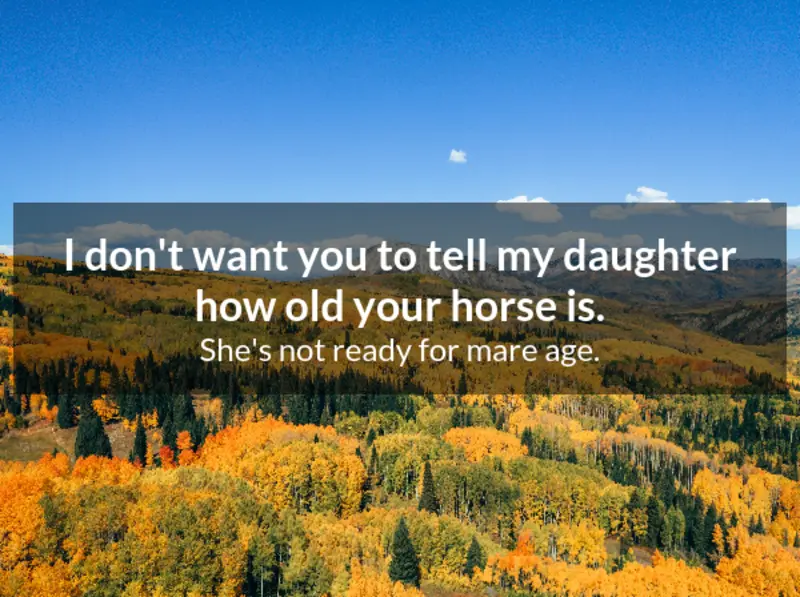 I don't want you to tell my daughter
how old your horse is.
She's not ready for mare age.